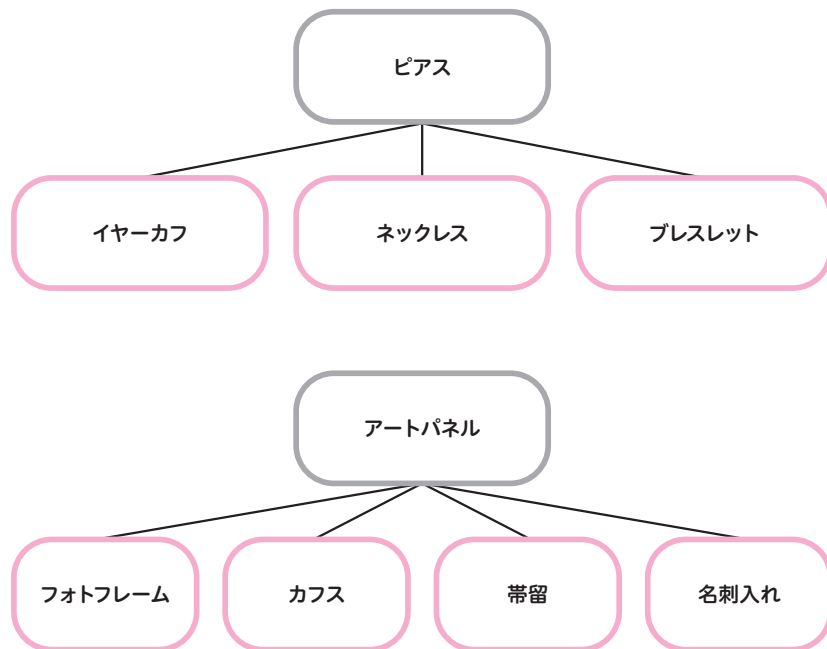 ピアス
イヤーカフ
ネックレス
ブレスレット
アートパネル
フォトフレーム
カフス
帯留
名刺入れ